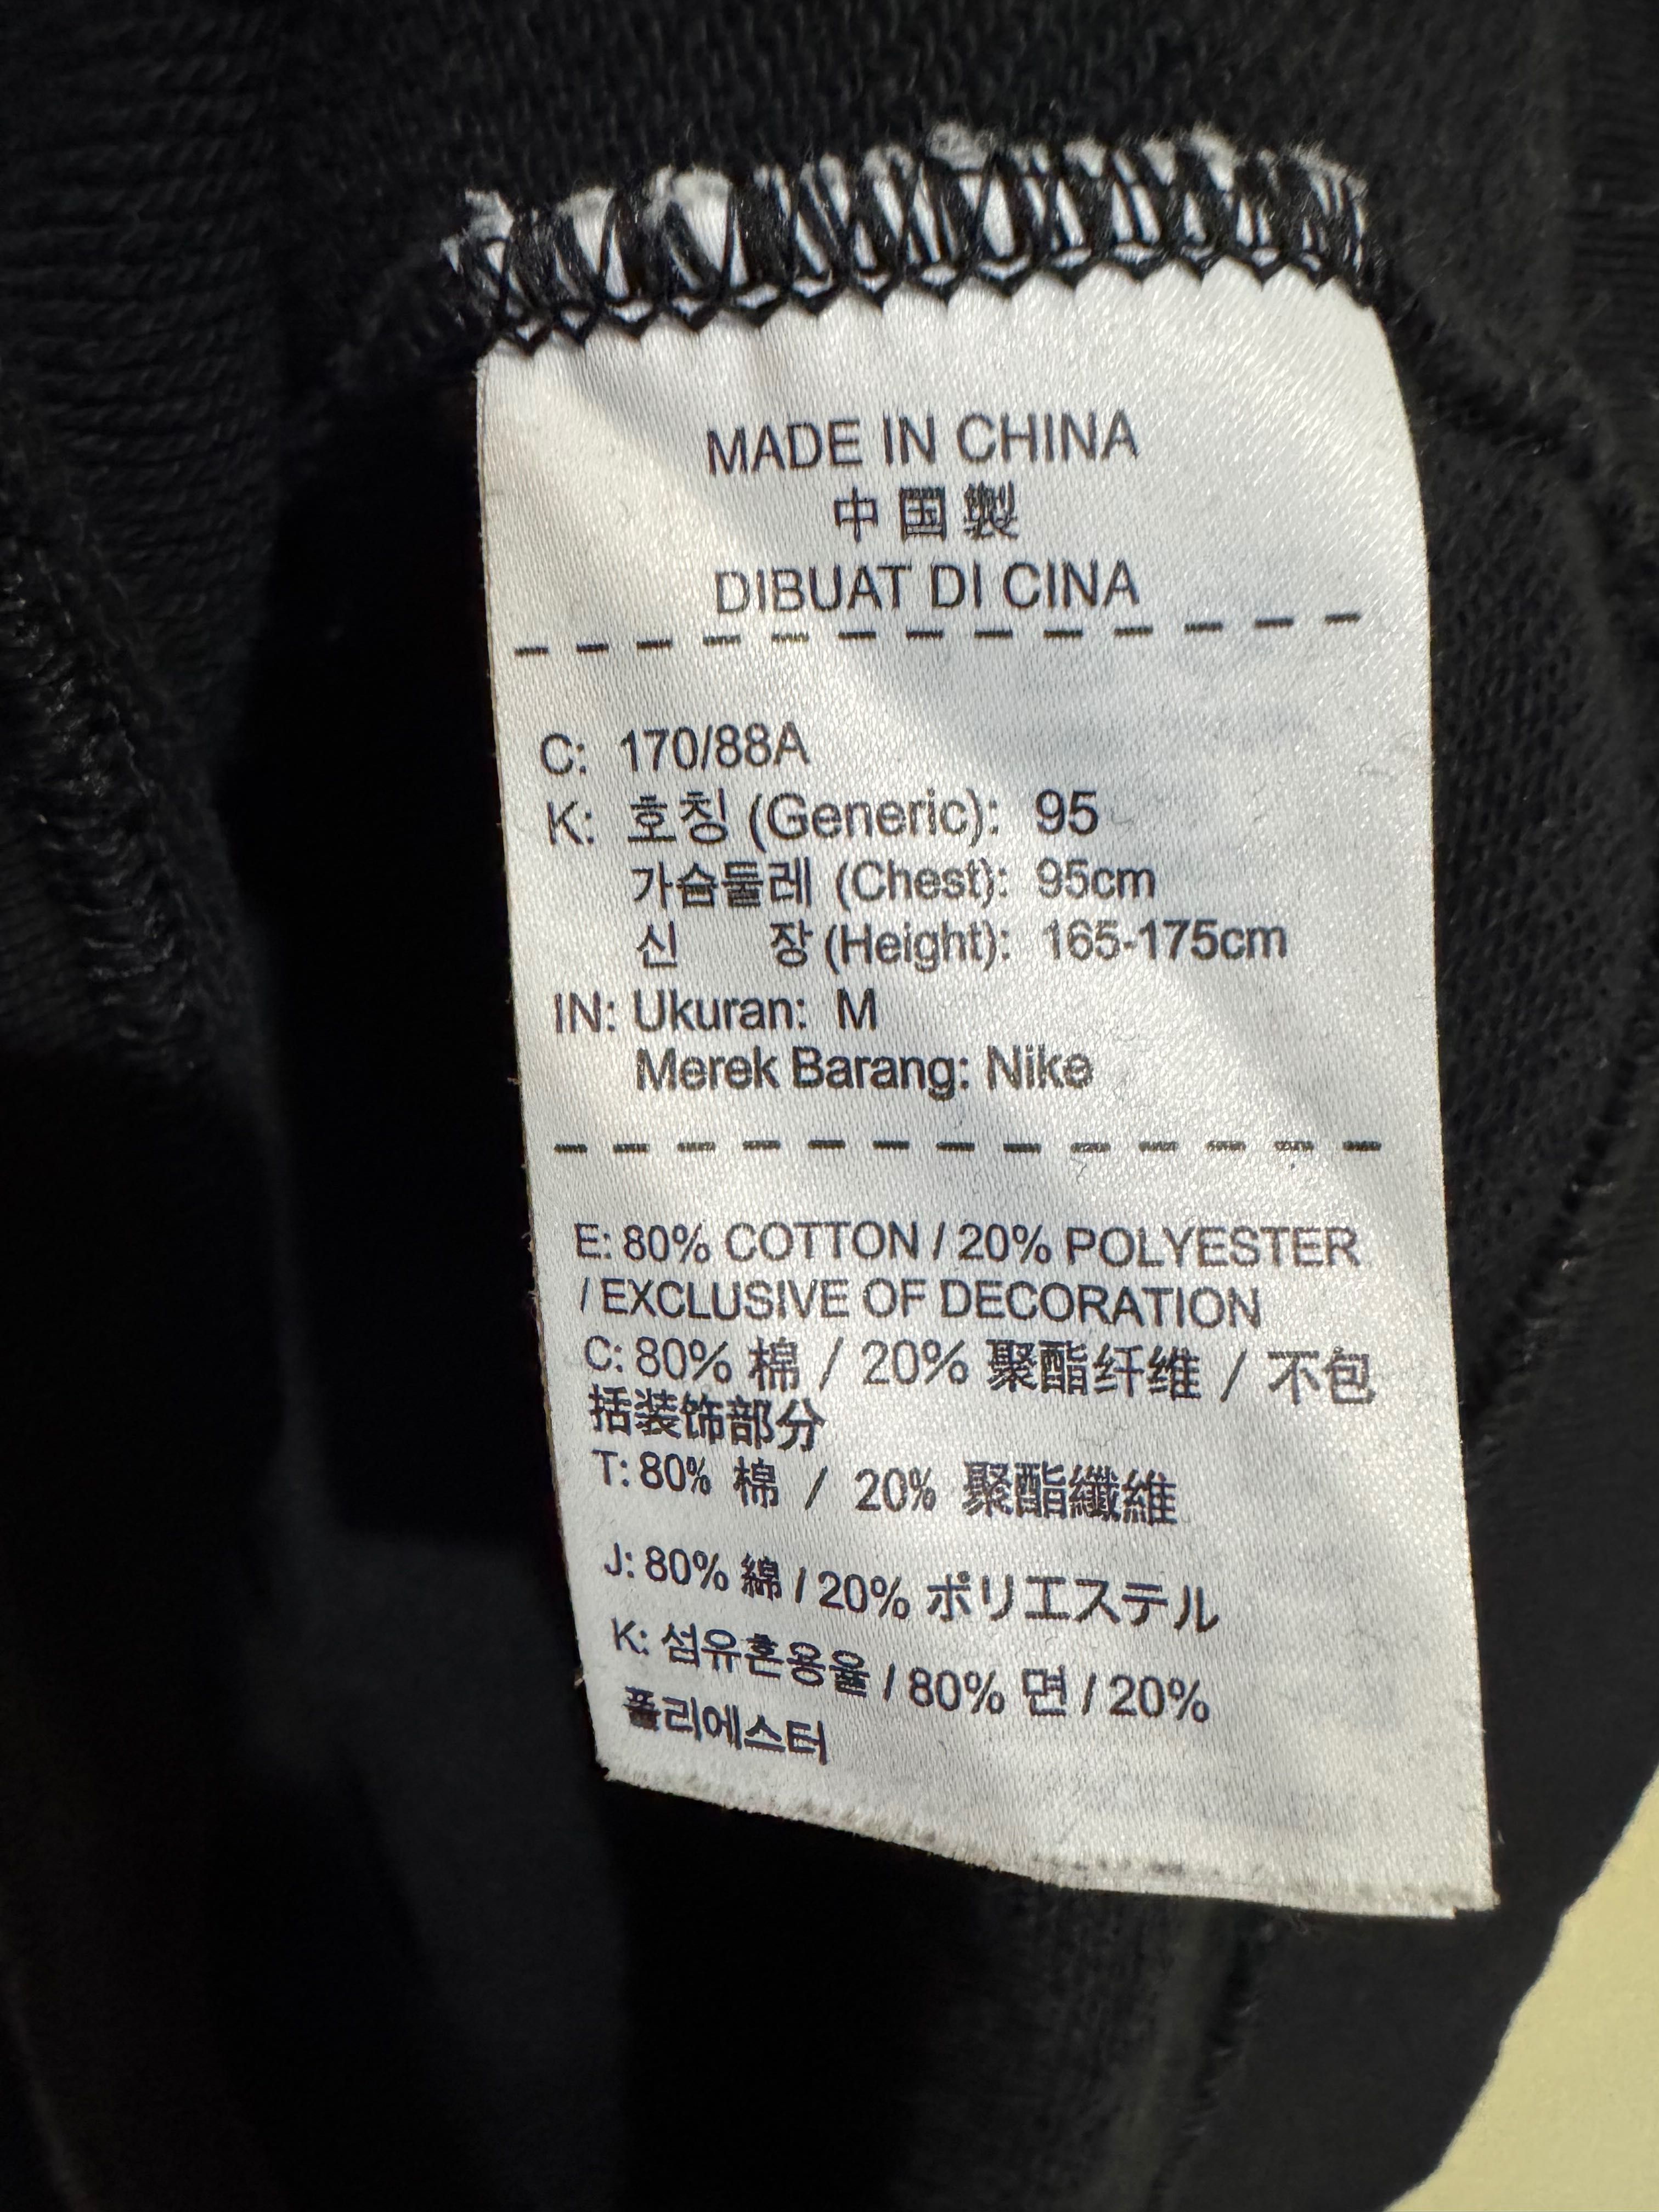 MADE IN CHINA
中国製
DIBUAT DI CINA
C: 170/88A
K: 호칭 (Generic): 95
가슴둘레 (Chest): 95cm
신 장 (Height): 165-175cm
IN: Ukuran: M
Merek Barang: Nike
E: 80% COTTON / 20% POLYESTER
/ EXCLUSIVE OF DECORATION
C: 80% 棉 / 20% 聚酯纤维 / 不包
括装饰部分
T: 80% 棉 / 20% 聚酯纖維
J: 80% 綿 / 20% ポリエステル
K: 섬유혼용율 / 80% 면 / 20%
폴리에스터